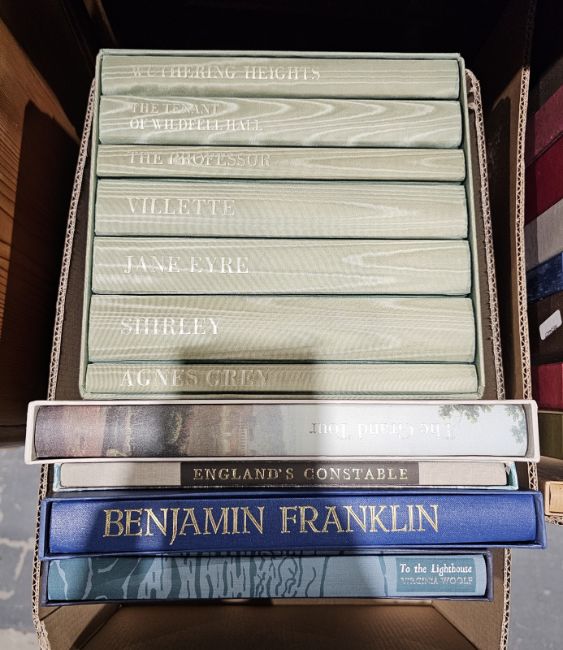 WUTHERING HEIGHTS
THE TENANT
OF WILDFELL HALL
THE PROFESSOR
VILLETTE
JANE EYRE
SHIRLEY
AGNES GREY
The Grand Tour
ENGLAND'S CONSTABLE
BENJAMIN FRANKLIN
To the Lighthouse
VIRGINIA WOOLF